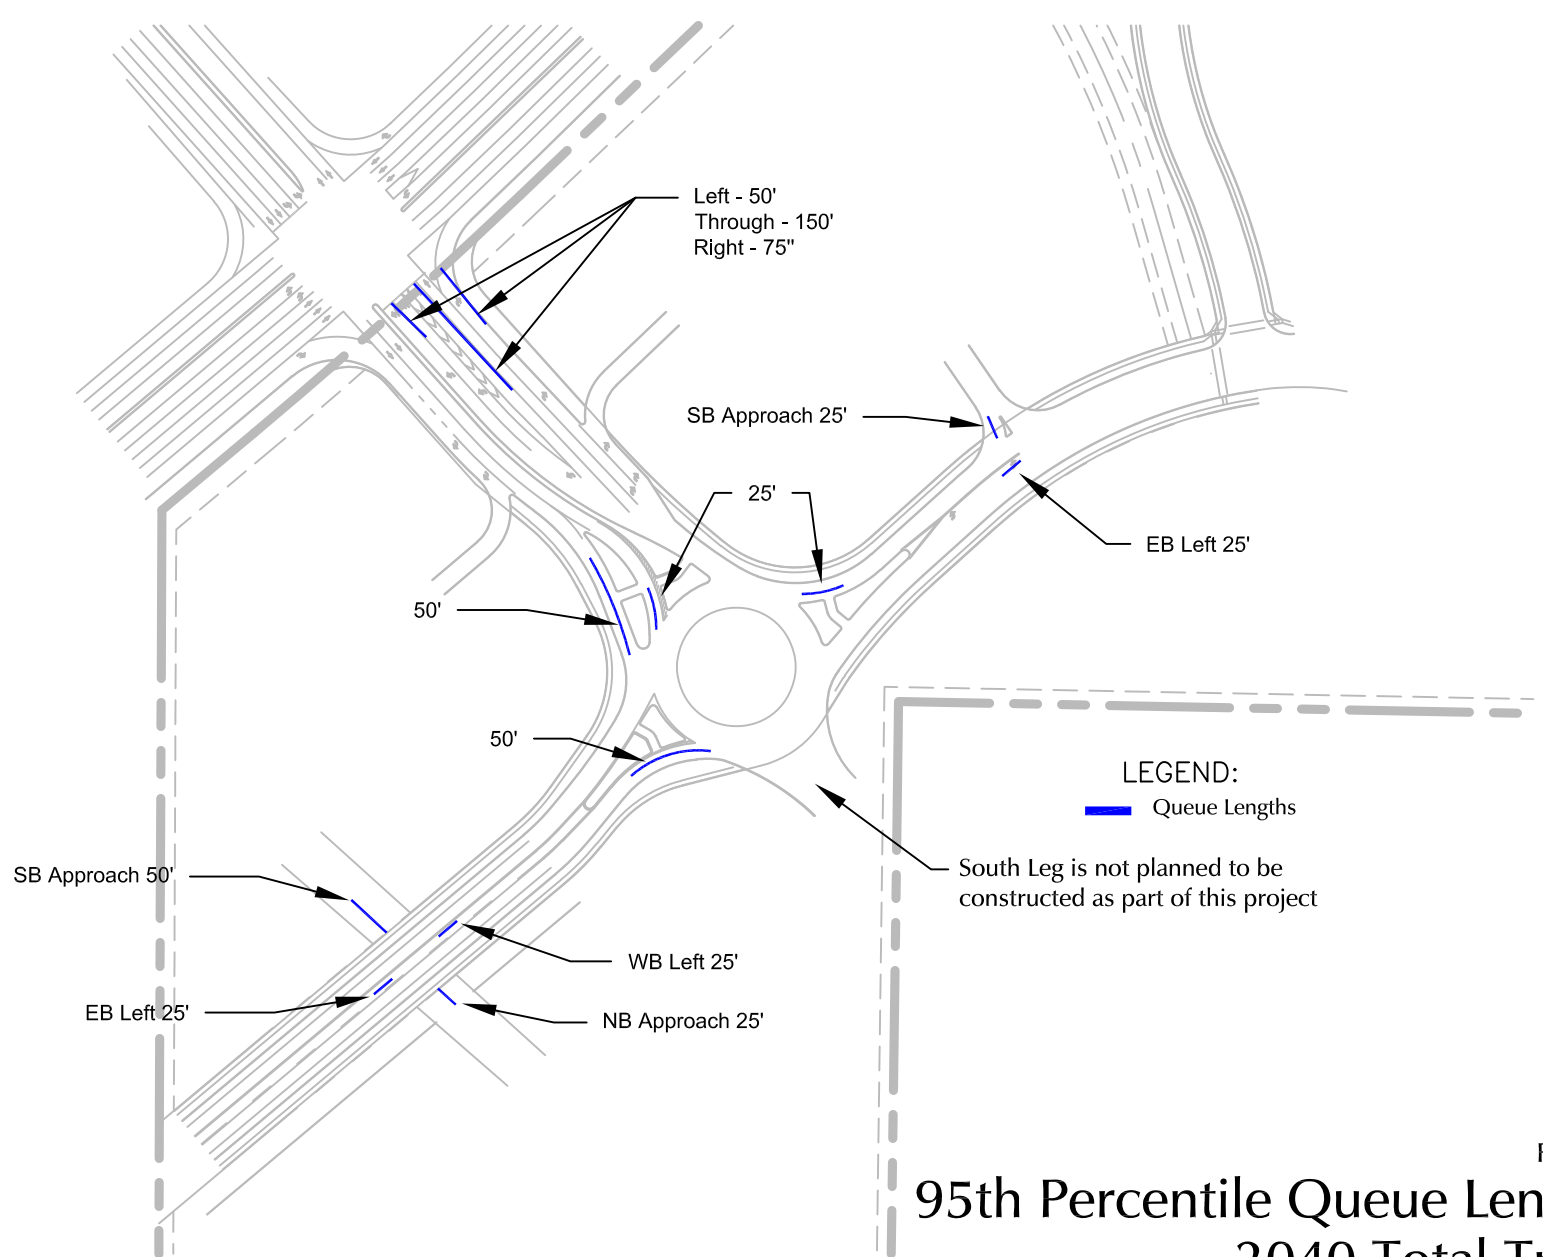 Left - 50'
Through - 150'
Right - 75"
SB Approach 25'
25'
EB Left 25'
50'
50'
LEGEND:
Queue Lengths
South Leg is not planned to be
constructed as part of this project
SB Approach 50'
WB Left 25'
EB Left 25'
NB Approach 25'
95th Percentile Queue
2040 Total